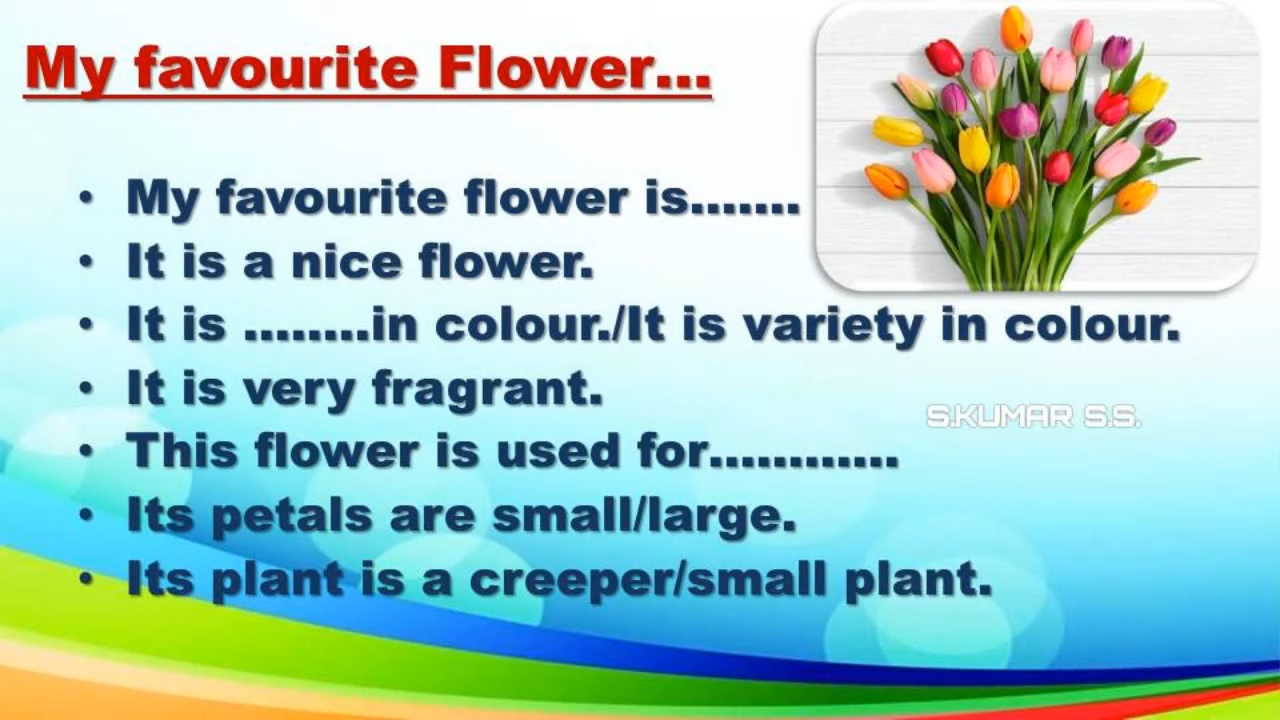 My favourite Flower...
• My favourite flower is.......
• It is a nice flower.
• It is ........in colour./It is variety in colour.
• It is very fragrant.
S.KUMAR S.S.
• This flower is used for............
• Its petals are small/large.
• Its plant is a creeper/small plant.